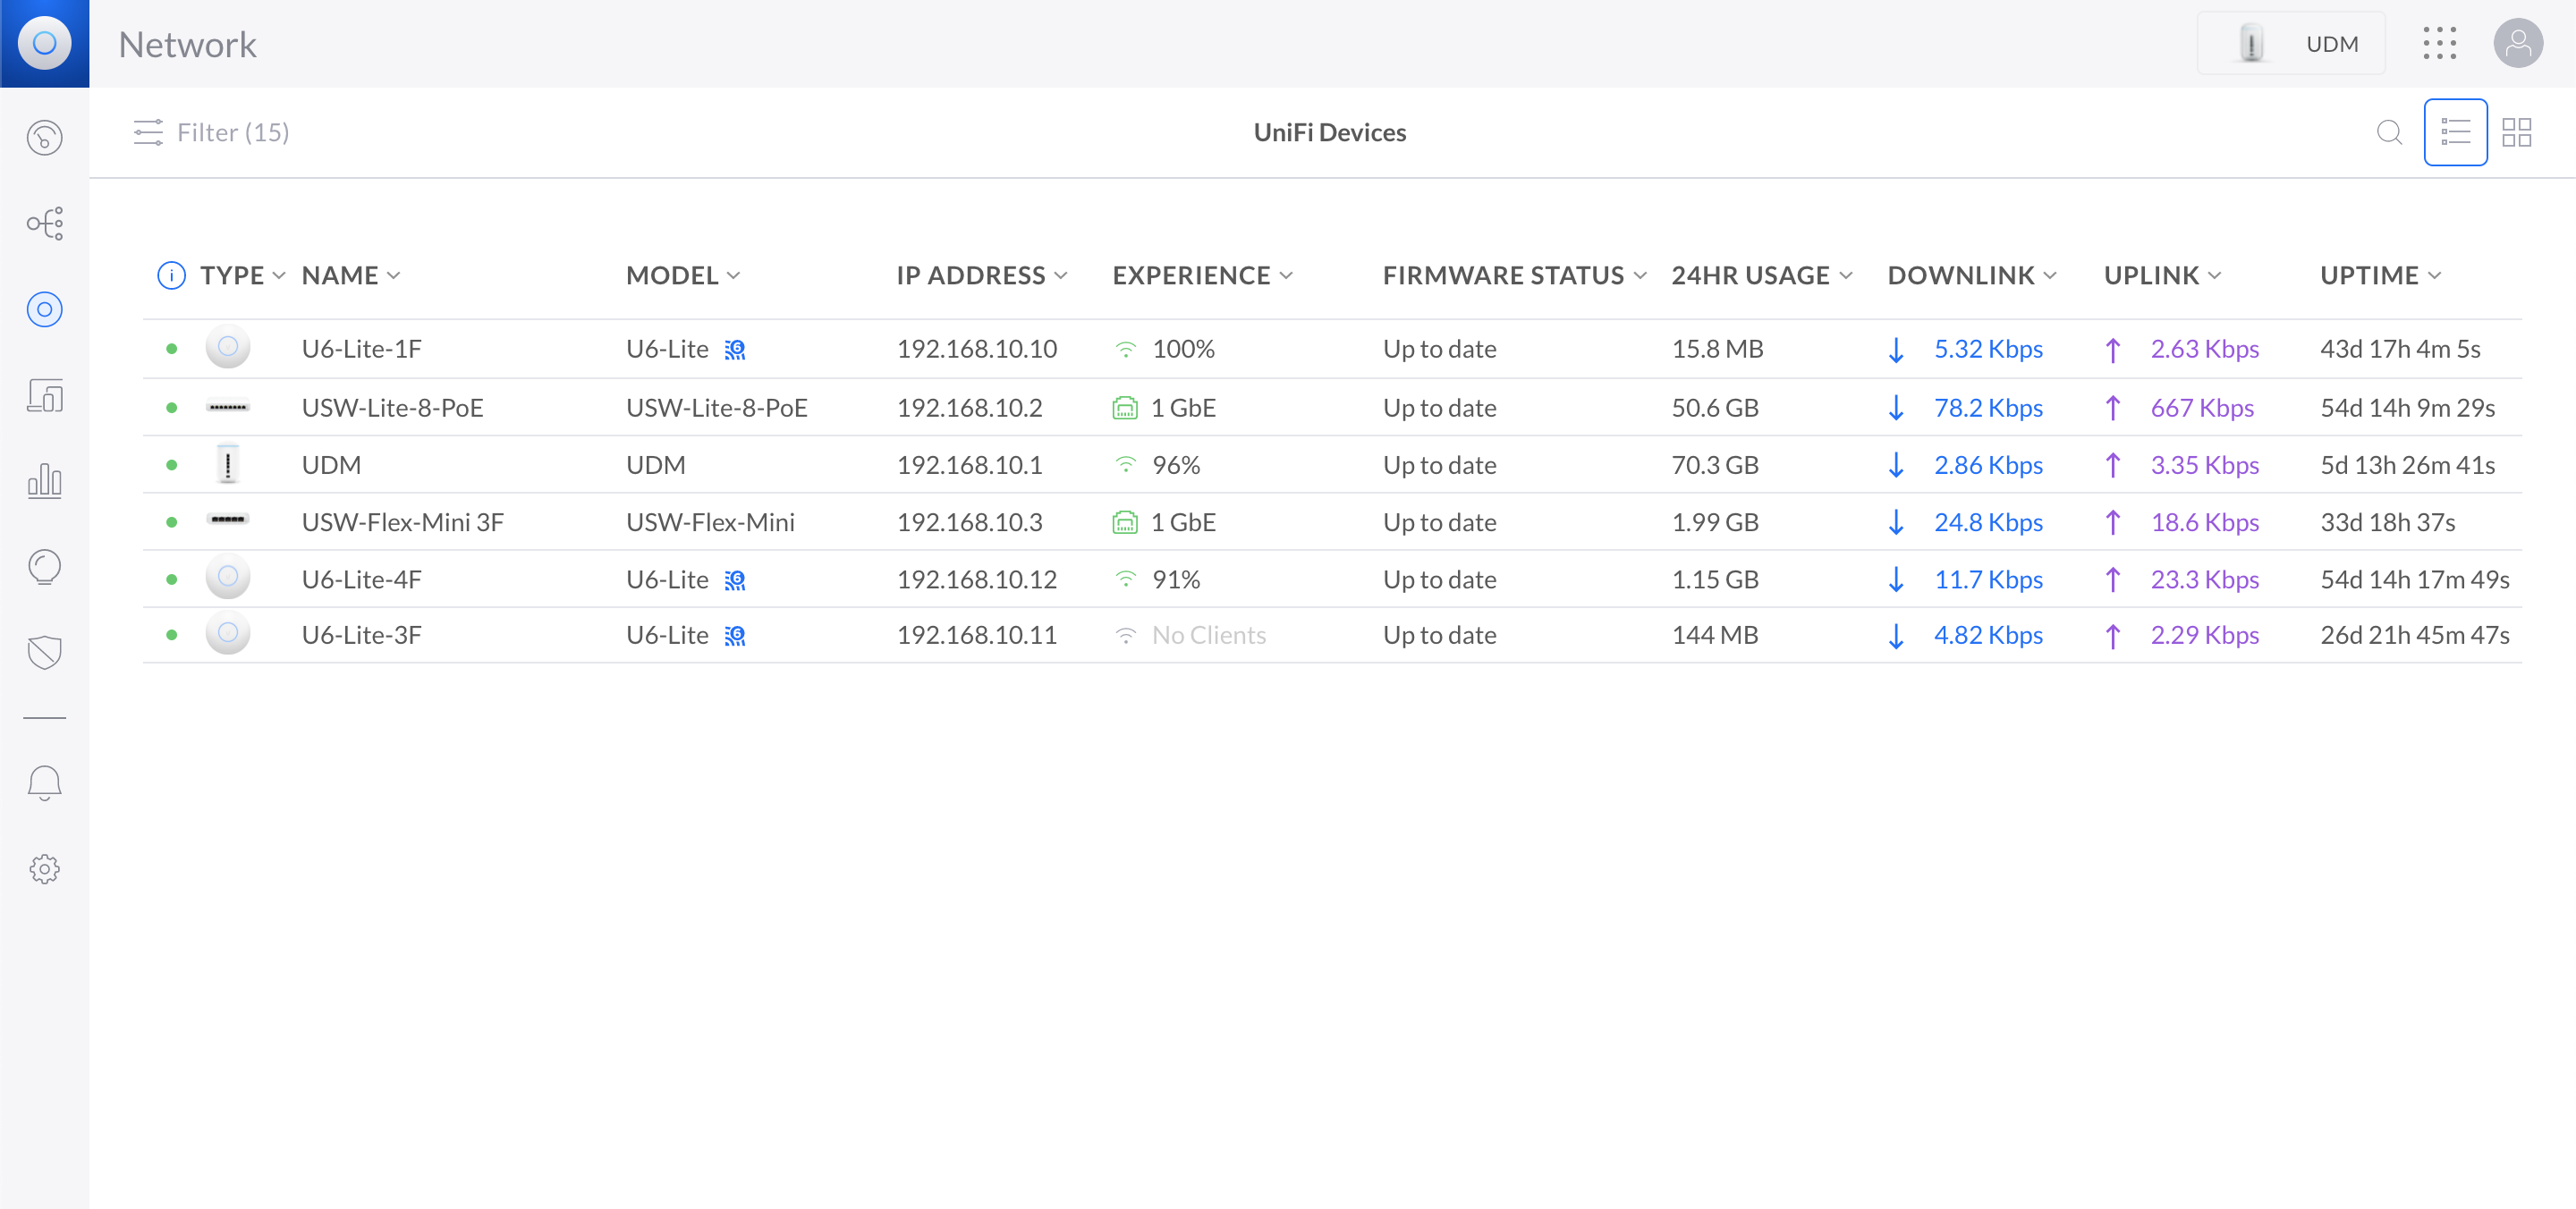 Network
UDM
Filter (15)
UniFi Devices
TYPE NAME MODEL IP ADDRESS EXPERIENCE FIRMWARE STATUS 24HR USAGE DOWNLINK UPLINK UPTIME
U6-Lite-1F U6-Lite 6 192.168.10.10 100% Up to date 15.8 MB 5.32 Kbps 2.63 Kbps 43d 17h 4m 5s
USW-Lite-8-PoE USW-Lite-8-PoE 192.168.10.2 1 GbE Up to date 50.6 GB 78.2 Kbps 667 Kbps 54d 14h 9m 29s
UDM UDM 192.168.10.1 96% Up to date 70.3 GB 2.86 Kbps 3.35 Kbps 5d 13h 26m 41s
USW-Flex-Mini 3F USW-Flex-Mini 192.168.10.3 1 GbE Up to date 1.99 GB 24.8 Kbps 18.6 Kbps 33d 18h 37s
U6-Lite-4F U6-Lite 6 192.168.10.12 91% Up to date 1.15 GB 11.7 Kbps 23.3 Kbps 54d 14h 17m 49s
U6-Lite-3F U6-Lite 6 192.168.10.11 No Clients Up to date 144 MB 4.82 Kbps 2.29 Kbps 26d 21h 45m 47s